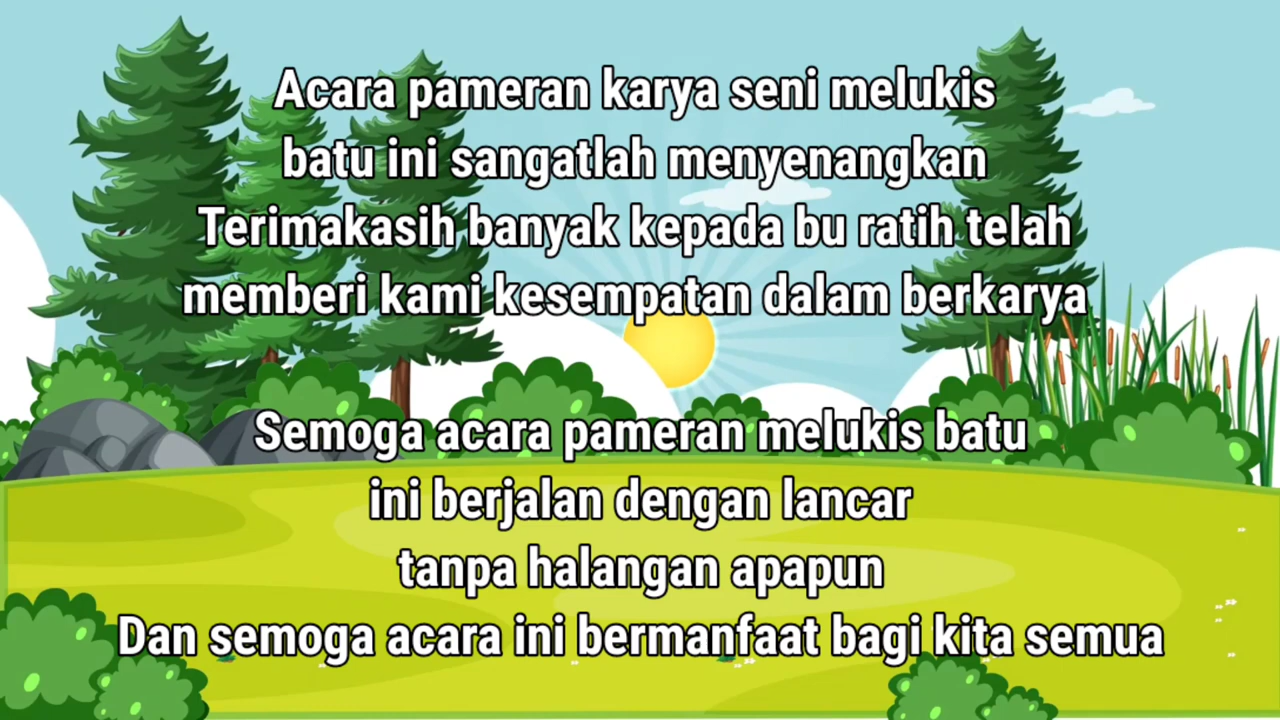 Acara pameran karya seni melukis
batu ini sangatlah menyenangkan
Terimakasih banyak kepada bu ratih telah
memberi kami kesempatan dalam berkarya
Semoga acara pameran melukis batu
ini berjalan dengan lancar
tanpa halangan apapun
Dan semoga acara ini bermanfaat bagi kita semua